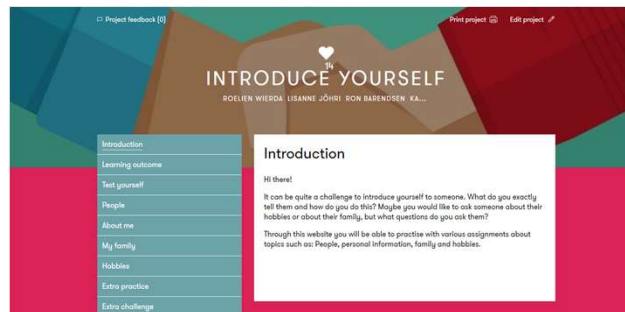 Project feedback [0]
Print project
Edit project
14
INTRODUCE YOURSELF
ROELIEN WIERDA LISANNE JÖHRI RON BARENDSEN KA...
Introduction
Learning outcome
Test yourself
People
About me
My family
Hobbies
Extra practice
Extra challenge
Introduction
Hi there!
It can be quite a challenge to introduce yourself to someone. What do you exactly
tell them and how do you do this? Maybe you would like to ask someone about their
hobbies or about their family, but what questions do you ask them?
Through this website you will be able to practise with various assignments about
topics such as: People, personal information, family and hobbies.